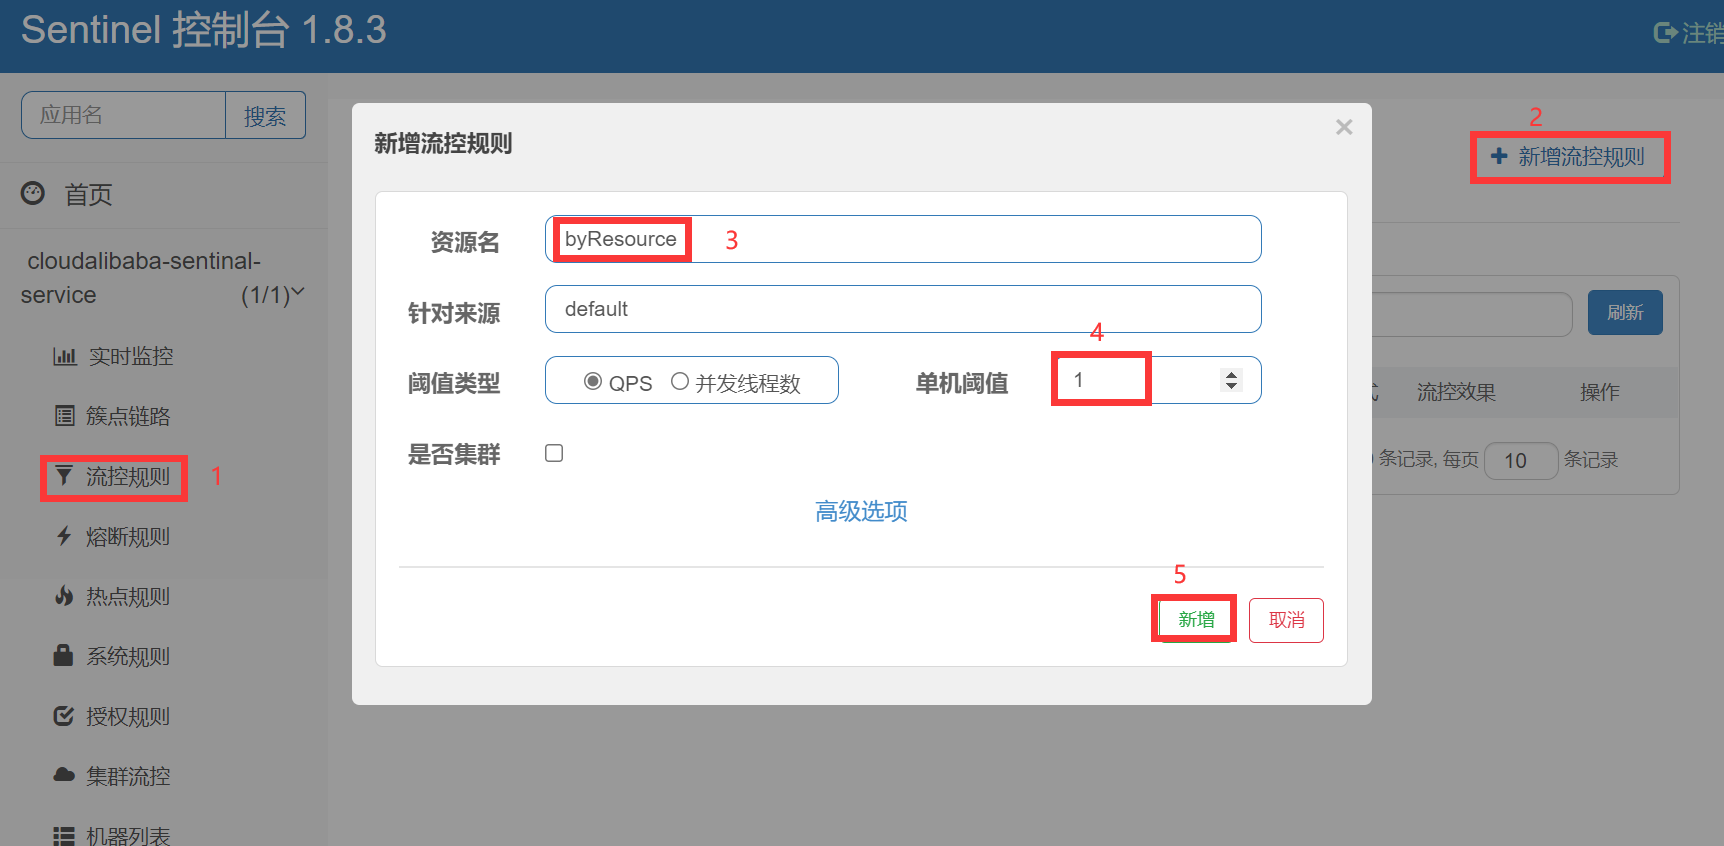 Sentinel 控制台 1.8.3
注销
应用名
搜索
首页
cloudalibaba-sentinal-
service
(1/1)
实时监控
簇点链路
流控规则
1
熔断规则
热点规则
系统规则
授权规则
集群流控
机器列表
2
新增流控规则
刷新
流控效果
操作
条记录, 每页
10
条记录
新增流控规则
×
资源名
byResource
3
针对来源
default
4
阈值类型
QPS
并发线程数
单机阈值
1
是否集群
高级选项
5
新增
取消